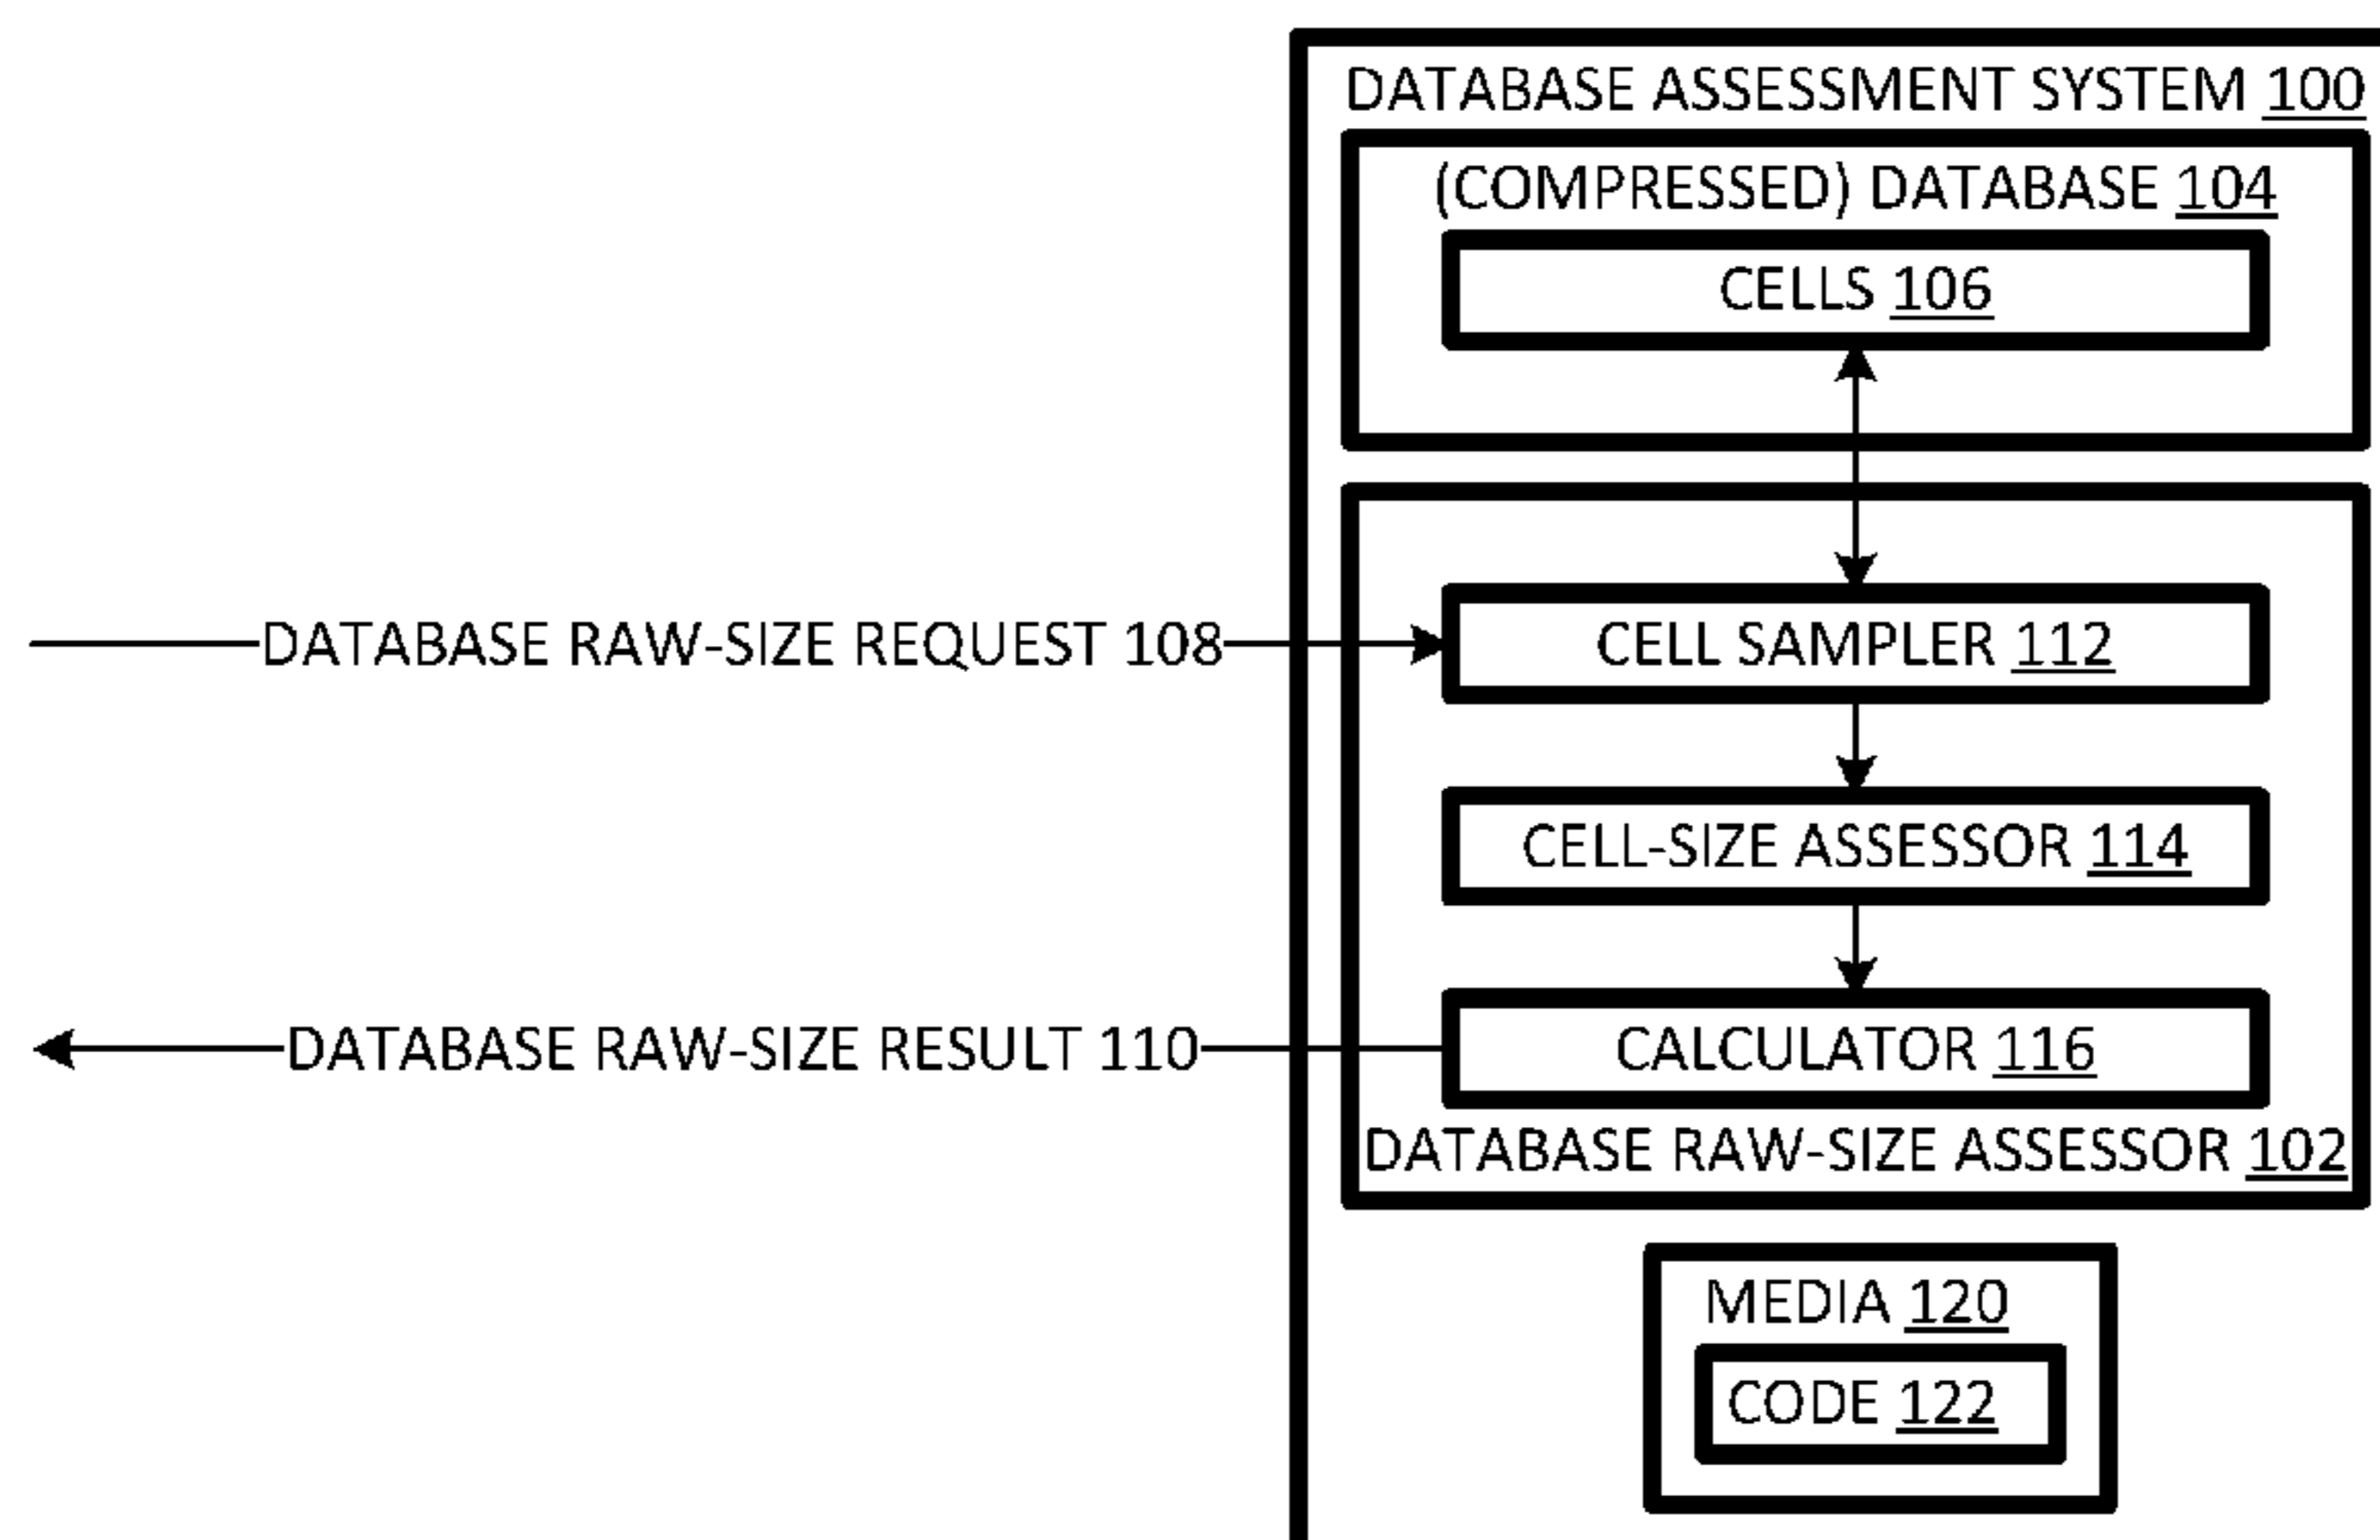 DATABASE ASSESSMENT SYSTEM 100
(COMPRESSED) DATABASE 104
CELLS 106
DATABASE RAW-SIZE REQUEST 108
CELL SAMPLER 112
CELL-SIZE ASSESSOR 114
DATABASE RAW-SIZE RESULT 110
CALCULATOR 116
DATABASE RAW-SIZE ASSESSOR 102
MEDIA 120
CODE 122